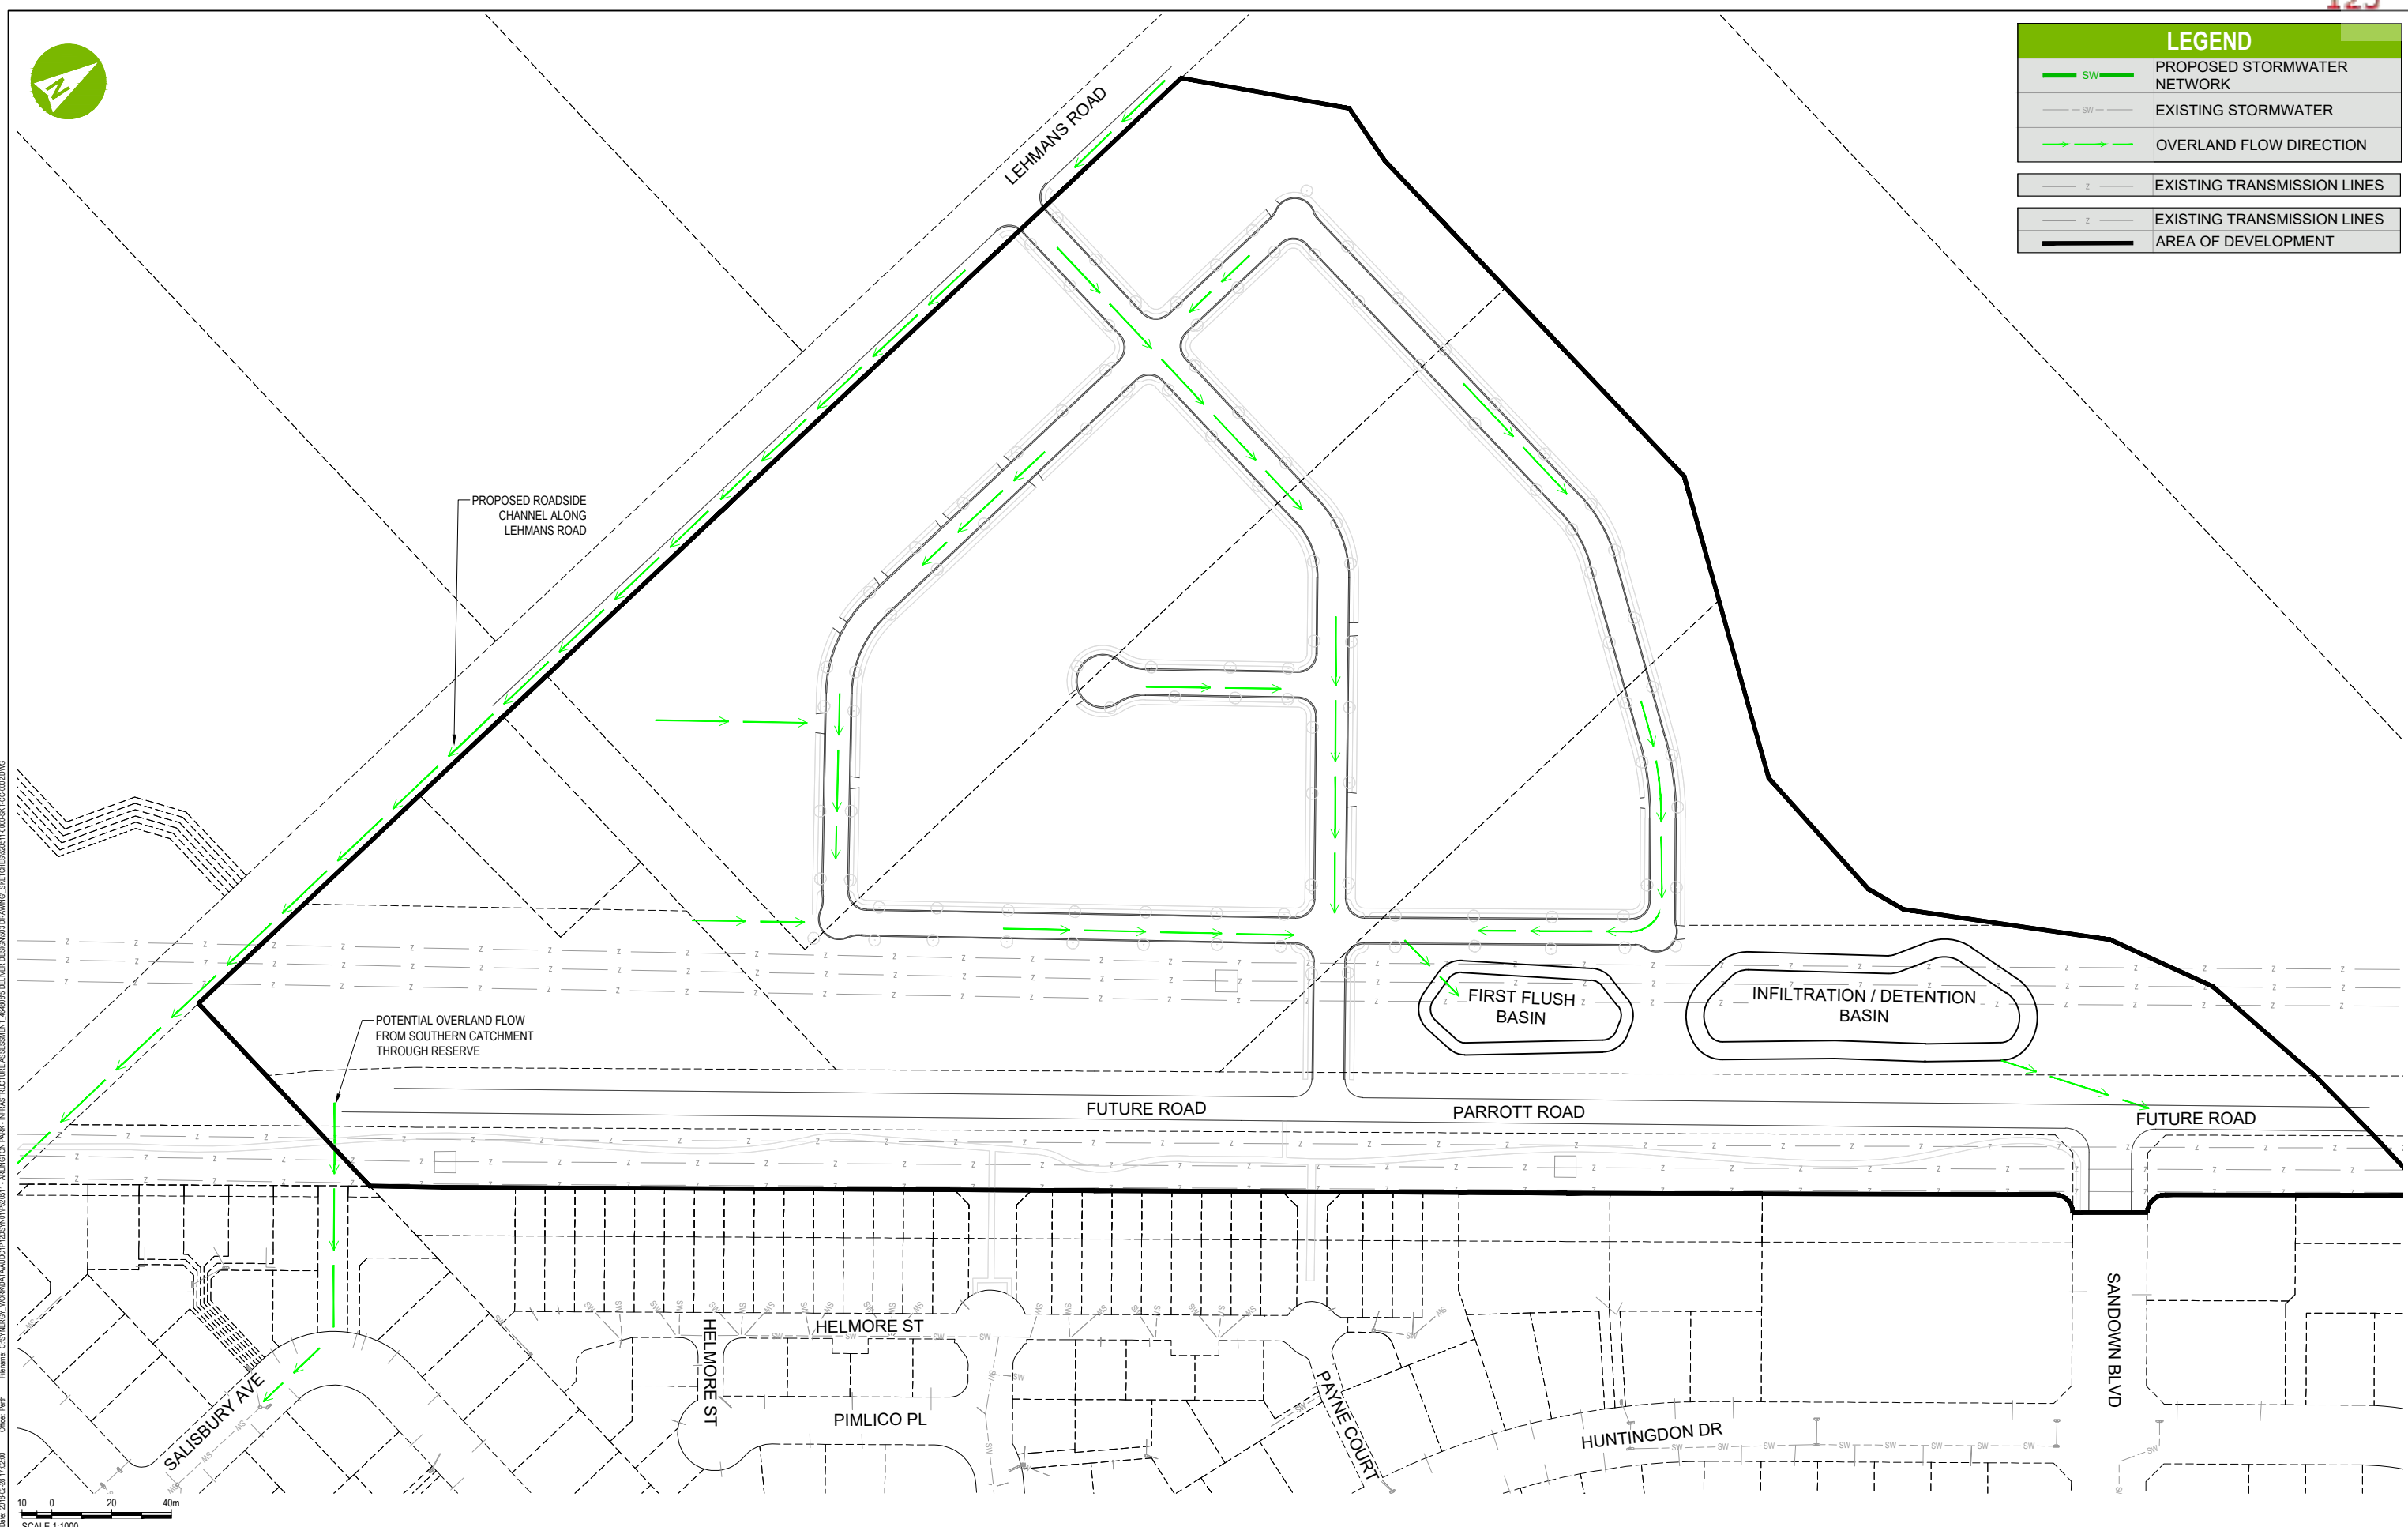 LEGEND
SW
PROPOSED STORMWATER
NETWORK
SW
EXISTING STORMWATER
OVERLAND FLOW DIRECTION
Z
EXISTING TRANSMISSION LINES
Z
EXISTING TRANSMISSION LINES
AREA OF DEVELOPMENT
N
LEHMANS ROAD
PROPOSED ROADSIDE
CHANNEL ALONG
LEHMANS ROAD
POTENTIAL OVERLAND FLOW
FROM SOUTHERN CATCHMENT
THROUGH RESERVE
FIRST FLUSH
BASIN
INFILTRATION / DETENTION
BASIN
FUTURE ROAD
PARROTT ROAD
FUTURE ROAD
HELMORE ST
HELMORE ST
PIMLICO PL
PAYNE COURT
HUNTINGDON DR
SANDOWN BLVD
SALISBURY AVE
10 0 20 40m
SCALE 1:1000